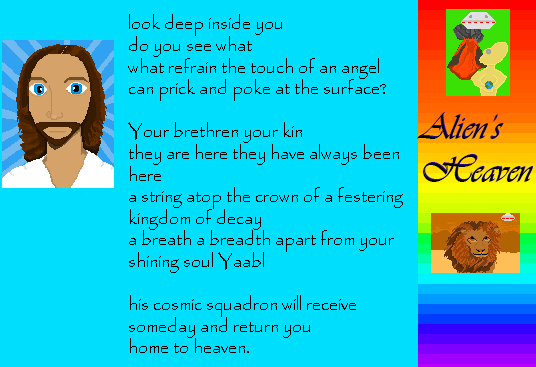 look deep inside you
do you see what
what refrain the touch of an angel
can prick and poke at the surface?

Your brethren your kin
they are here they have always been
here
a string atop the crown of a festering
kingdom of decay
a breath a breadth apart from your
shining soul Yaabl

his cosmic squadron will receive
someday and return you
home to heaven.

Alien's
Heaven